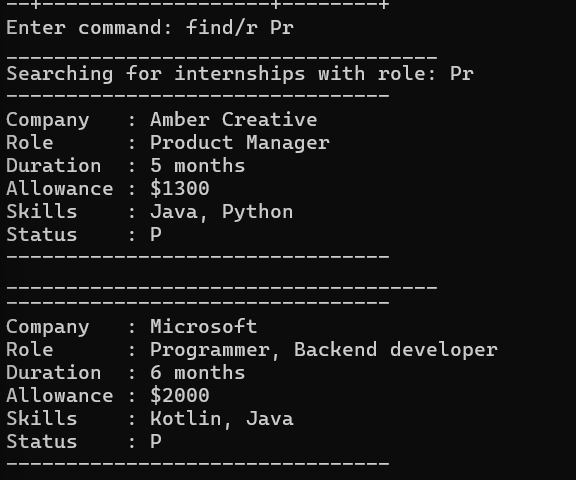 --+--------------------+--------+
Enter command: find/r Pr
____________________________________
Searching for internships with role: Pr
--------------------------------
Company   : Amber Creative
Role      : Product Manager
Duration  : 5 months
Allowance : $1300
Skills    : Java, Python
Status    : P
--------------------------------
____________________________________
--------------------------------
Company   : Microsoft
Role      : Programmer, Backend developer
Duration  : 6 months
Allowance : $2000
Skills    : Kotlin, Java
Status    : P
--------------------------------